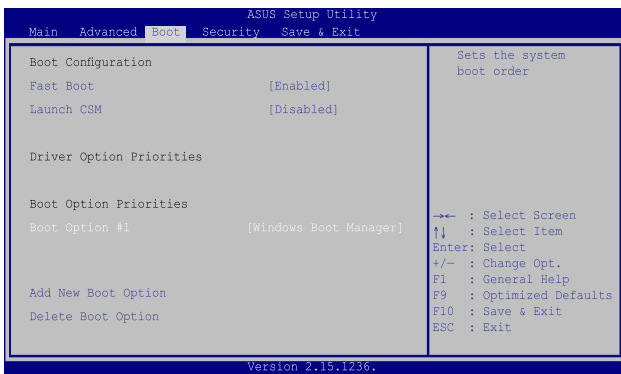 ASUS Setup Utility
Main Advanced Boot Security Save & Exit
Boot Configuration
Fast Boot [Enabled]
Launch CSM [Disabled]
Driver Option Priorities
Boot Option Priorities
Boot Option #1 [Windows Boot Manager]
Add New Boot Option
Delete Boot Option
Sets the system
boot order
→← : Select Screen
↑↓ : Select Item
Enter: Select
+/— : Change Opt.
F1 : General Help
F9 : Optimized Defaults
F10 : Save & Exit
ESC : Exit
Version 2.15.1236.